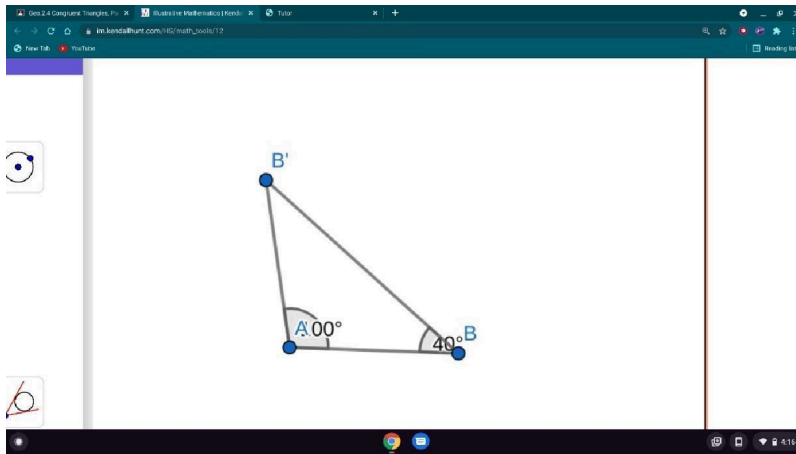 Geo.2.4 Congruent Triangles, Pa
Illustrative Mathematics | Kendal
Tutor
im.kendallhunt.com/HS/math_tools/12
New Tab
YouTube
Reading list
B'
A 00°
40° B
4:16